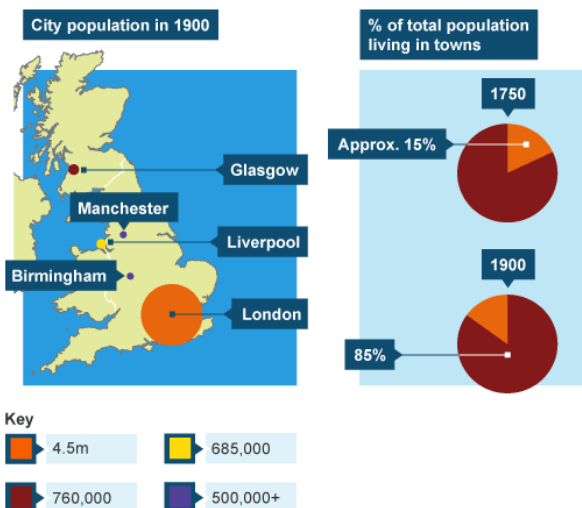 City population in 1900
% of total population
living in towns
1750
Approx. 15%
Glasgow
Manchester
Liverpool
Birmingham
1900
London
85%
Key
4.5m
685,000
760,000
500,000+